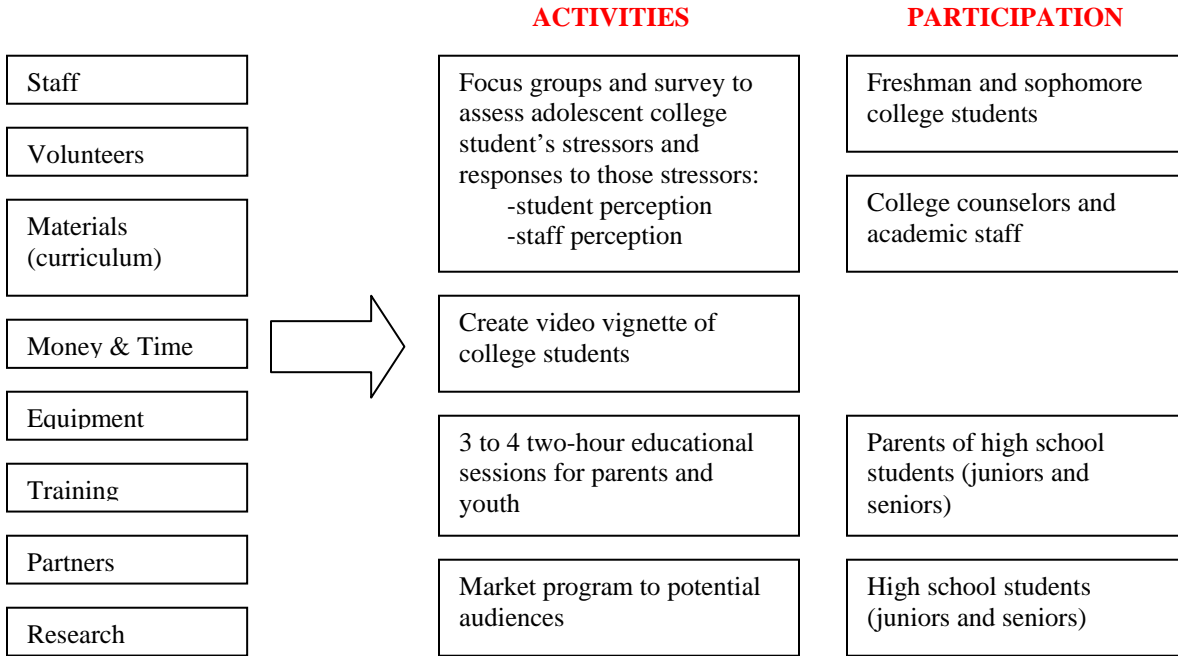 ACTIVITIES
PARTICIPATION
Staff
Volunteers
Materials
(curriculum)
Money & Time
Equipment
Training
Partners
Research
Focus groups and survey to
assess adolescent college
student’s stressors and
responses to those stressors:
-student perception
-staff perception
Create video vignette of
college students
3 to 4 two-hour educational
sessions for parents and
youth
Market program to potential
audiences
Freshman and sophomore
college students
College counselors and
academic staff
Parents of high school
students (juniors and
seniors)
High school students
(juniors and seniors)